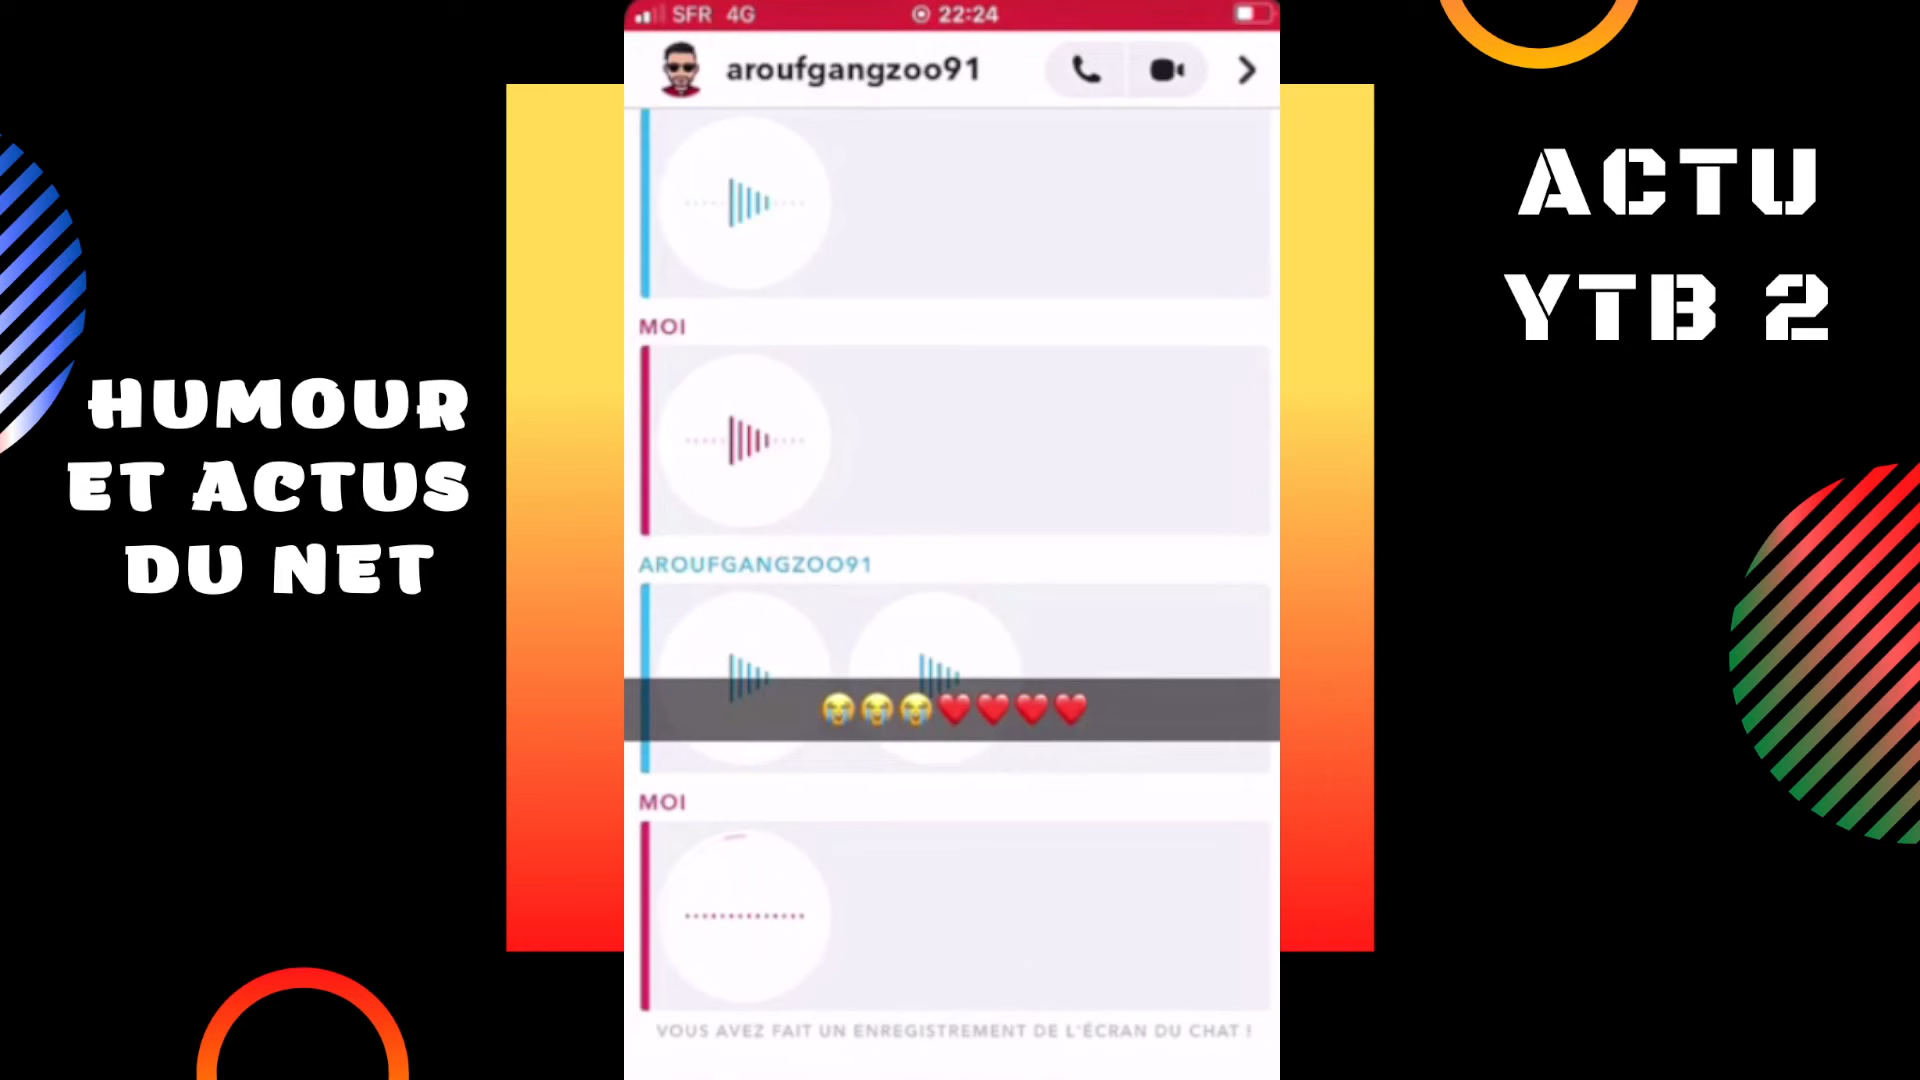 SFR 4G 22:24
aroufgangzoo91
MOI
AROUFGANGZOO91
😭😭😭❤️❤️❤️❤️
MOI
VOUS AVEZ FAIT UN ENREGISTREMENT DE L'ÉCRAN DU CHAT !
HUMOUR
ET ACTUS
DU NET
ACTU
YTB 2